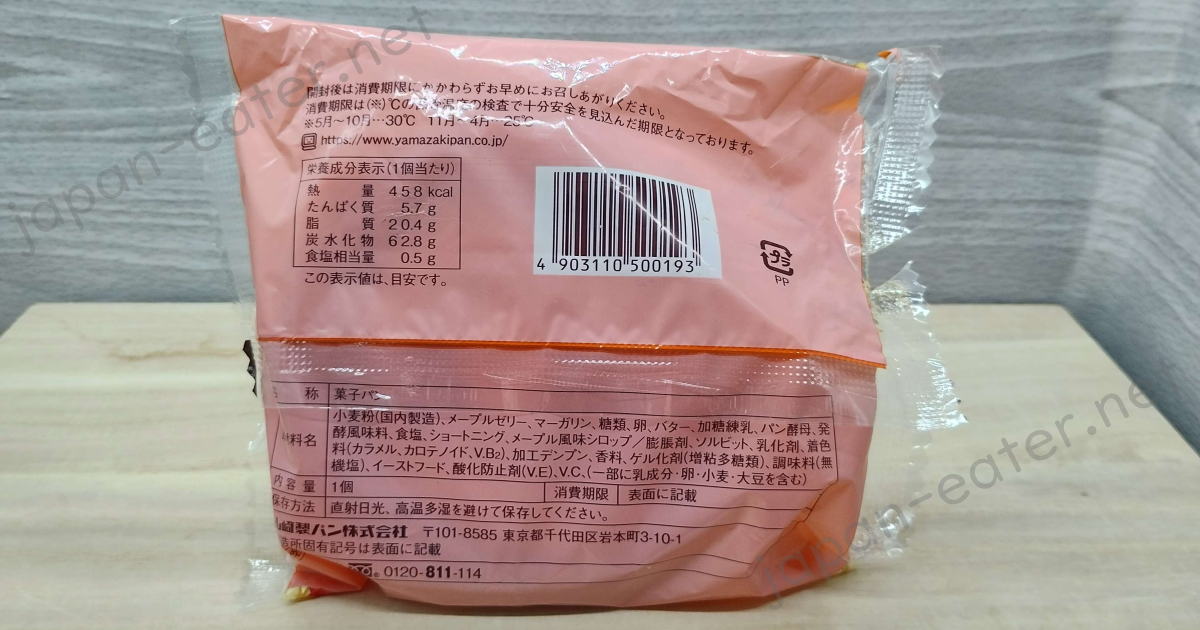 開封後は消費期限にかかわらずお早めにお召しあがりください。
消費期限は(※)℃の温度の検査で十分安全を見込んだ期限となっております。
※5月〜10月…30℃ 11月〜4月…25℃
https://www.yamazakipan.co.jp/
栄養成分表示(1個当たり)
熱量 458kcal
たんぱく質 5.7g
脂質 20.4g
炭水化物 62.8g
食塩相当量 0.5g
この表示値は、目安です。
4 903110 500193
プラ
PP
称 菓子パン
小麦粉(国内製造)、メープルゼリー、マーガリン、糖類、卵、バター、加糖練乳、パン酵母、発
材料名 酵風味料、食塩、ショートニング、メープル風味シロップ／膨脹剤、ソルビット、乳化剤、着色
料(カラメル、カロテノイド、V.B₂)、加工デンプン、香料、ゲル化剤(増粘多糖類)、調味料(無
機塩)、イーストフード、酸化防止剤(V.E)、V.C、(一部に乳成分・卵・小麦・大豆を含む)
内容量 1個 消費期限 表面に記載
保存方法 直射日光、高温多湿を避けて保存してください。
山崎製パン株式会社 〒101-8585 東京都千代田区岩本町3-10-1
造所固有記号は表面に記載
0120-811-114
japan-eater.net
japan-eater.net
japan-eater.net